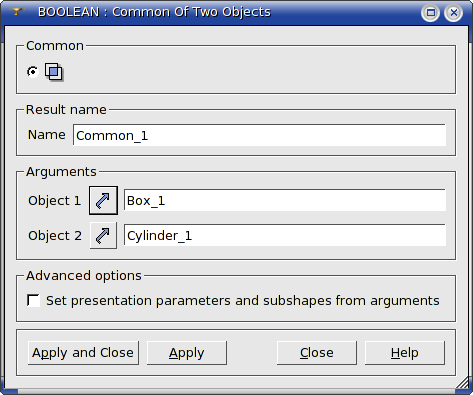 BOOLEAN : Common Of Two Objects
Common
Result name
Name Common_1
Arguments
Object 1 Box_1
Object 2 Cylinder_1
Advanced options
Set presentation parameters and subshapes from arguments
Apply and Close Apply Close Help